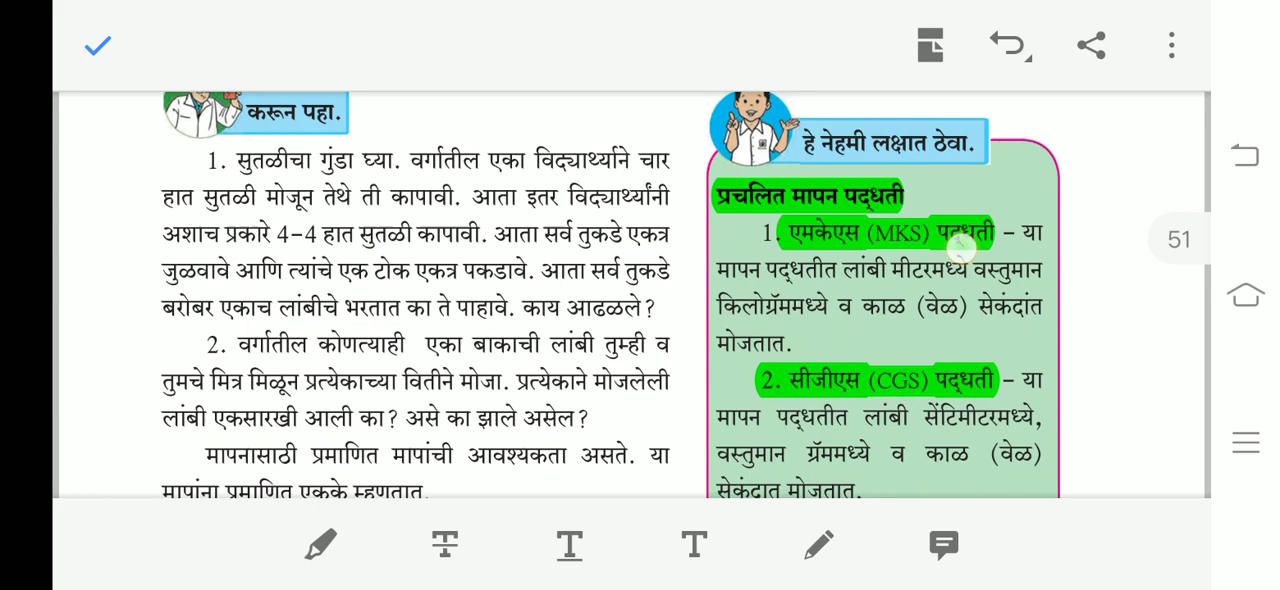 करून पहा.
1. सुतळीचा गुंडा घ्या. वर्गातील एका विद्यार्थ्याने चार
हात सुतळी मोजून तेथे ती कापावी. आता इतर विद्यार्थ्यांनी
अशाच प्रकारे 4-4 हात सुतळी कापावी. आता सर्व तुकडे एकत्र
जुळवावे आणि त्यांचे एक टोक एकत्र पकडावे. आता सर्व तुकडे
बरोबर एकाच लांबीचे भरतात का ते पाहावे. काय आढळले?
2. वर्गातील कोणत्याही एका बाकाची लांबी तुम्ही व
तुमचे मित्र मिळून प्रत्येकाच्या वितीने मोजा. प्रत्येकाने मोजलेली
लांबी एकसारखी आली का? असे का झाले असेल?
मापनासाठी प्रमाणित मापांची आवश्यकता असते. या
मापांना प्रमाणित एकके म्हणतात.
हे नेहमी लक्षात ठेवा.
प्रचलित मापन पद्धती
1. एमकेएस (MKS) पद्धती – या
मापन पद्धतीत लांबी मीटरमध्ये वस्तुमान
किलोग्रॅममध्ये व काळ (वेळ) सेकंदांत
मोजतात.
2. सीजीएस (CGS) पद्धती – या
मापन पद्धतीत लांबी सेंटिमीटरमध्ये,
वस्तुमान ग्रॅममध्ये व काळ (वेळ)
सेकंदात मोजतात.
51
T
T
T